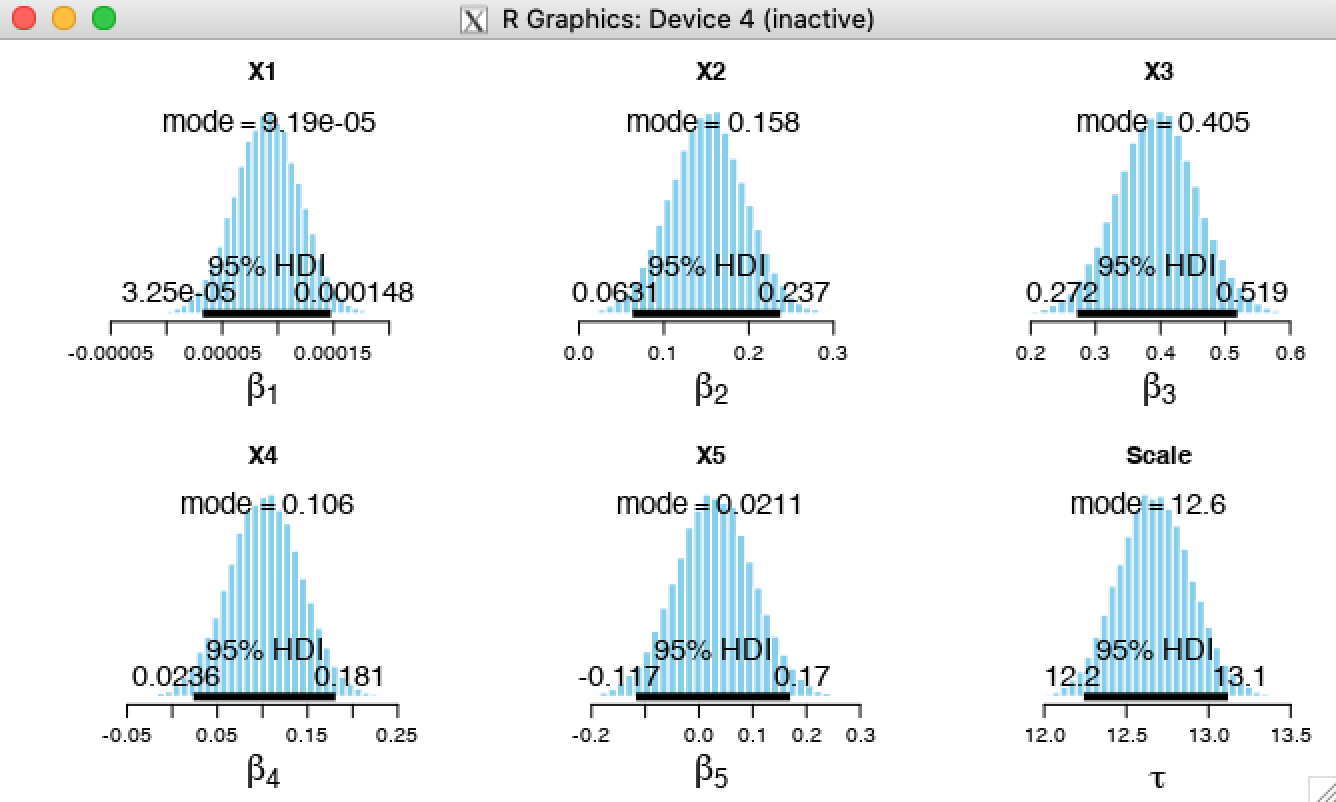 R Graphics: Device 4 (inactive)
X1
mode = 9.19e-05
95% HDI
3.25e-05 0.000148
-0.00005 0.00005 0.00015
β1
X2
mode = 0.158
95% HDI
0.0631 0.237
0.0 0.1 0.2 0.3
β2
X3
mode = 0.405
95% HDI
0.272 0.519
0.2 0.3 0.4 0.5 0.6
β3
X4
mode = 0.106
95% HDI
0.0236 0.181
-0.05 0.05 0.15 0.25
β4
X5
mode = 0.0211
95% HDI
-0.117 0.17
-0.2 0.0 0.1 0.2 0.3
β5
Scale
mode = 12.6
95% HDI
12.2 13.1
12.0 12.5 13.0 13.5
τ